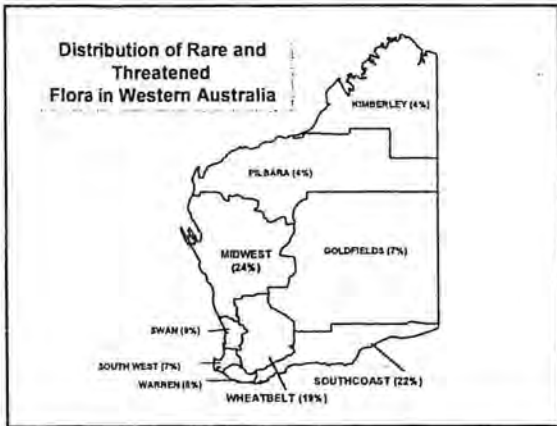 Distribution of Rare and
Threatened
Flora in Western Australia
KIMBERLEY (4%)
PILBARA (4%)
MIDWEST
(24%)
GOLDFIELDS (7%)
SWAN (9%)
SOUTH WEST (7%)
WARREN
SOUTHCOAST (22%)
WHEATBELT (19%)